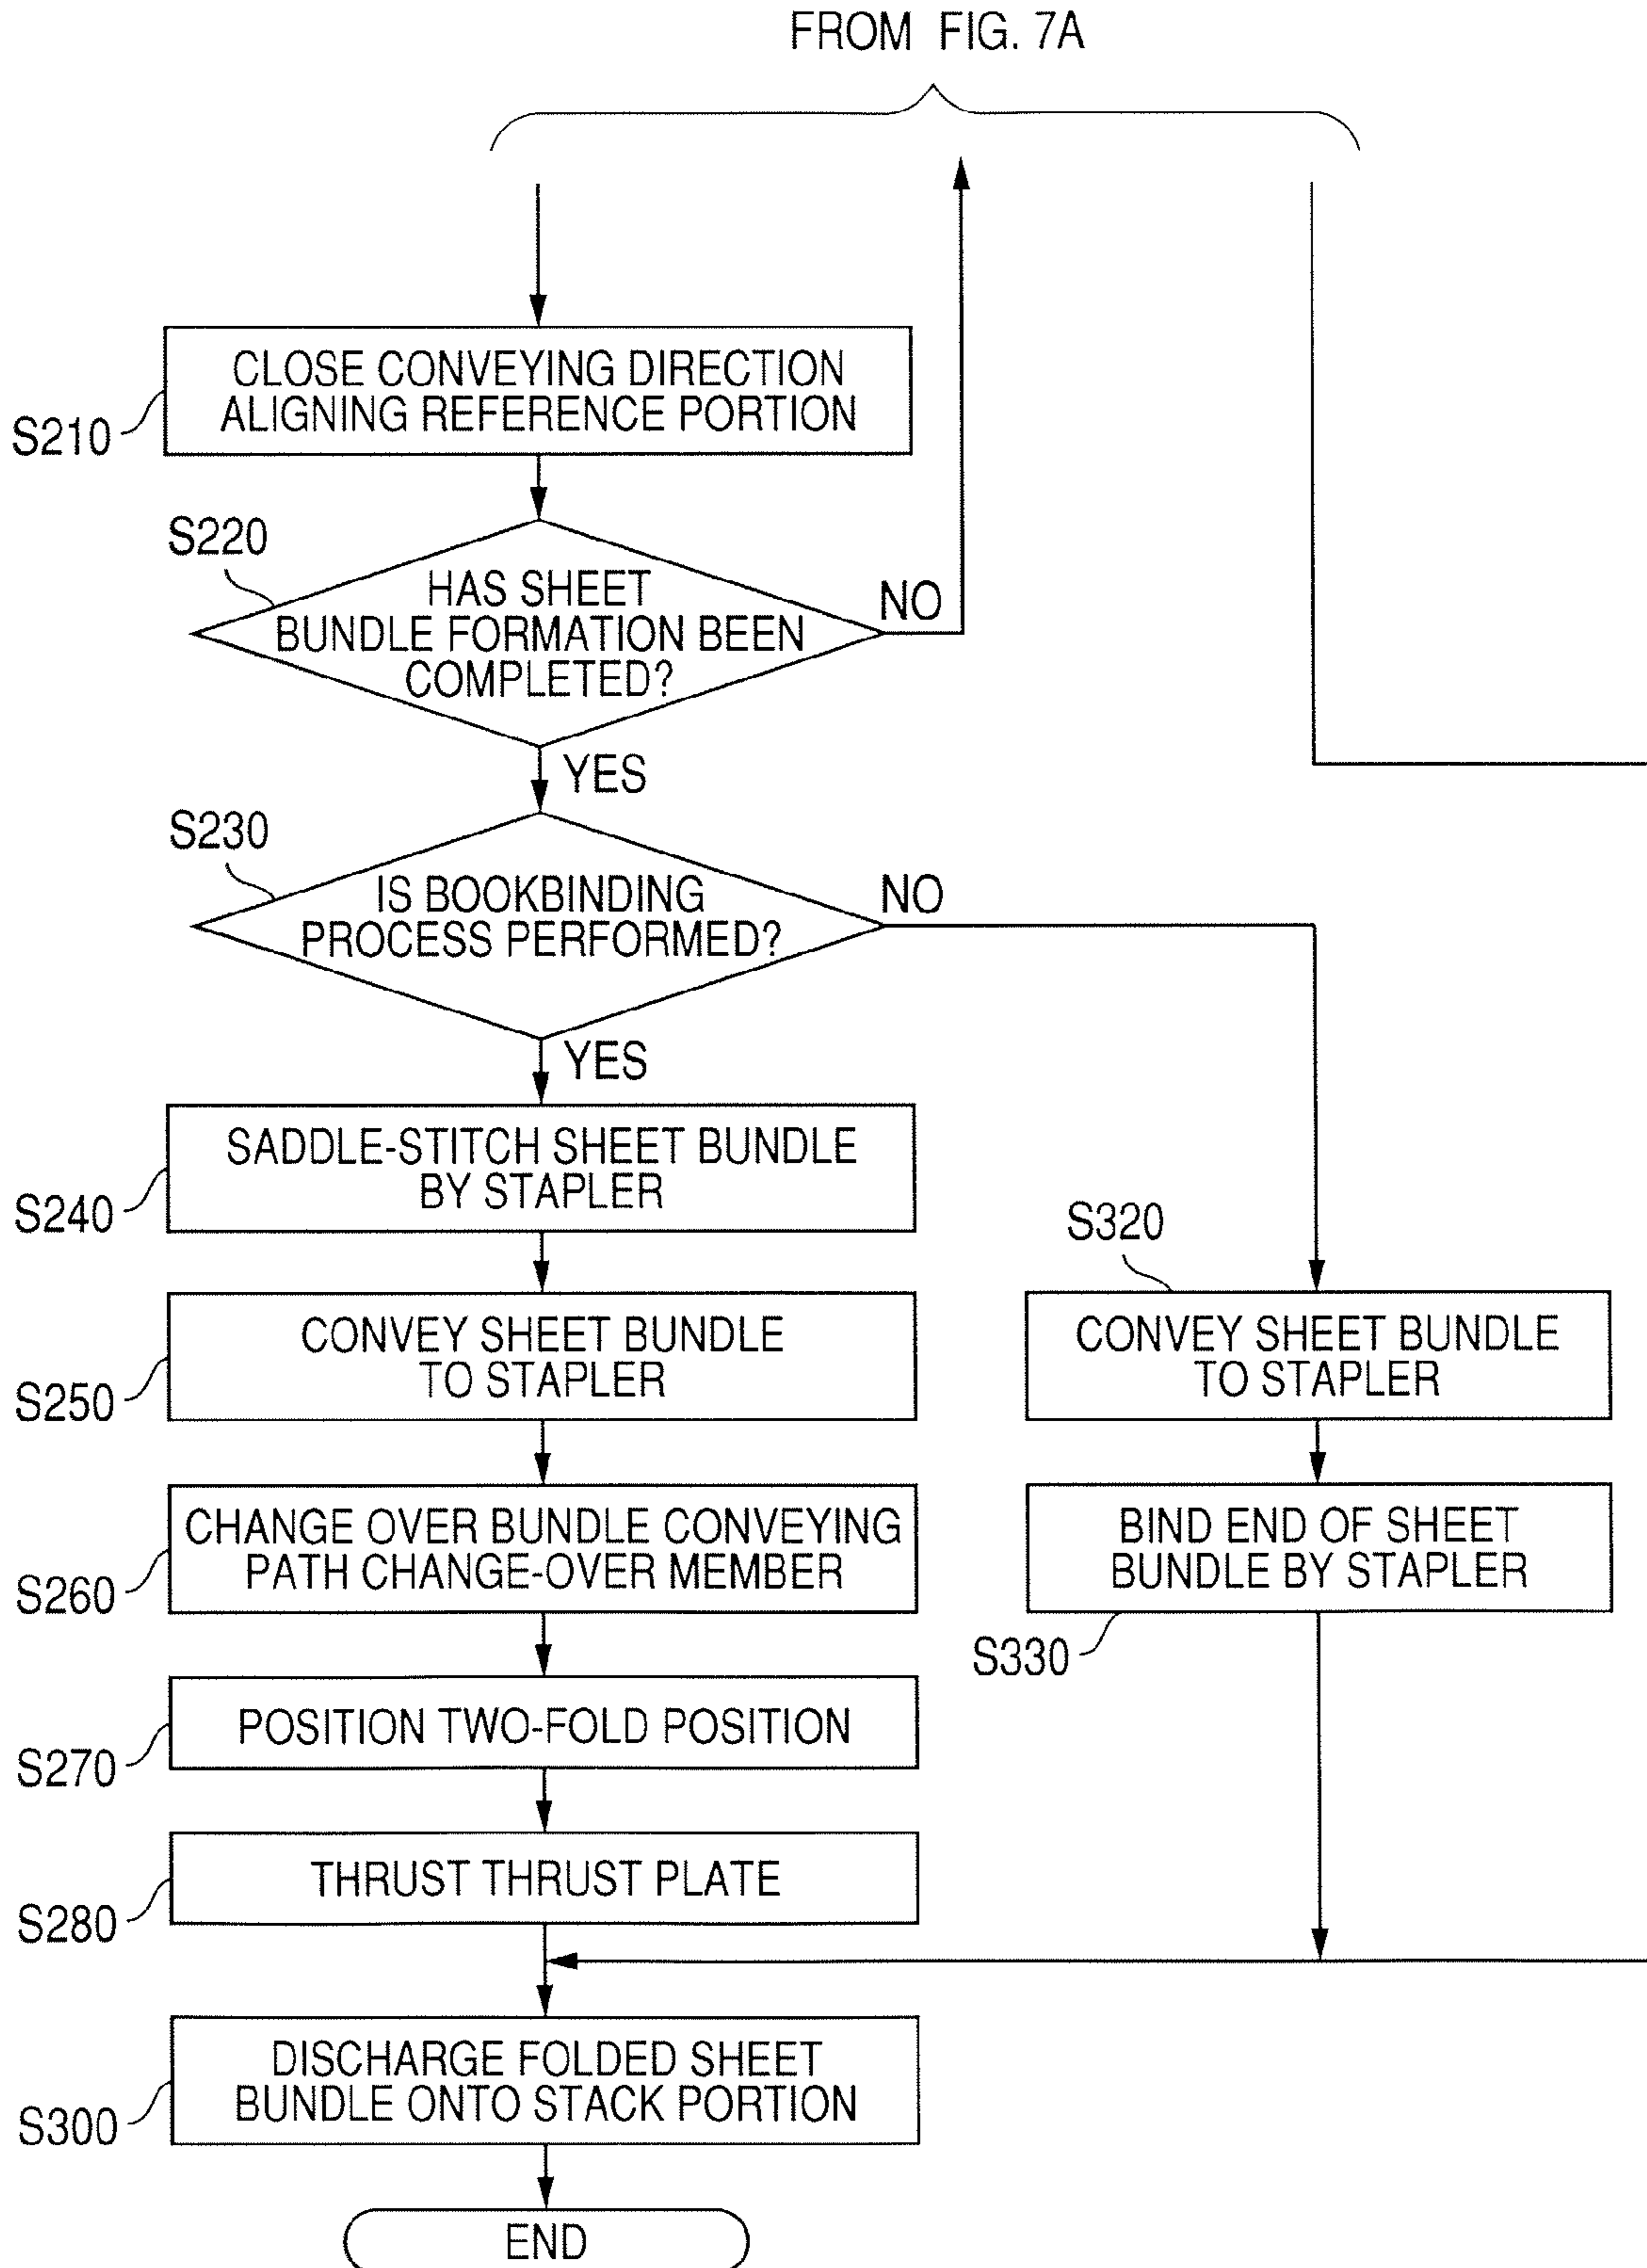 FROM FIG. 7A
CLOSE CONVEYING DIRECTION
ALIGNING REFERENCE PORTION
S210
S220
HAS SHEET
BUNDLE FORMATION BEEN
COMPLETED?
NO
YES
S230
IS BOOKBINDING
PROCESS PERFORMED?
NO
YES
SADDLE-STITCH SHEET BUNDLE
BY STAPLER
S240
CONVEY SHEET BUNDLE
TO STAPLER
S250
S320
CONVEY SHEET BUNDLE
TO STAPLER
CHANGE OVER BUNDLE CONVEYING
PATH CHANGE-OVER MEMBER
S260
BIND END OF SHEET
BUNDLE BY STAPLER
S330
POSITION TWO-FOLD POSITION
S270
THRUST THRUST PLATE
S280
DISCHARGE FOLDED SHEET
BUNDLE ONTO STACK PORTION
S300
END